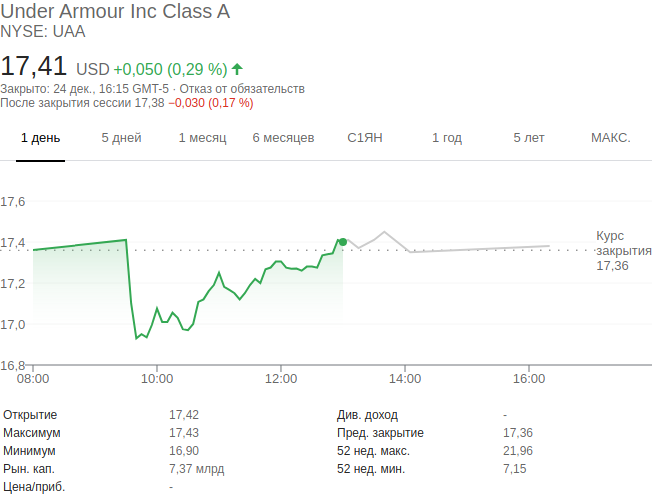 Under Armour Inc Class A
NYSE: UAA
17,41 USD +0,050 (0,29 %)
Закрыто: 24 дек., 16:15 GMT-5 · Отказ от обязательств
После закрытия сессии 17,38 −0,030 (0,17 %)
1 день 5 дней 1 месяц 6 месяцев С1ЯН 1 год 5 лет МАКС.
17,6
17,4
17,2
17,0
16,8
Курс
закрытия
17,36
08:00 10:00 12:00 14:00 16:00
Открытие 17,42 Див. доход -
Максимум 17,43 Пред. закрытие 17,36
Минимум 16,90 52 нед. макс. 21,96
Рын. кап. 7,37 млрд 52 нед. мин. 7,15
Цена/приб. -